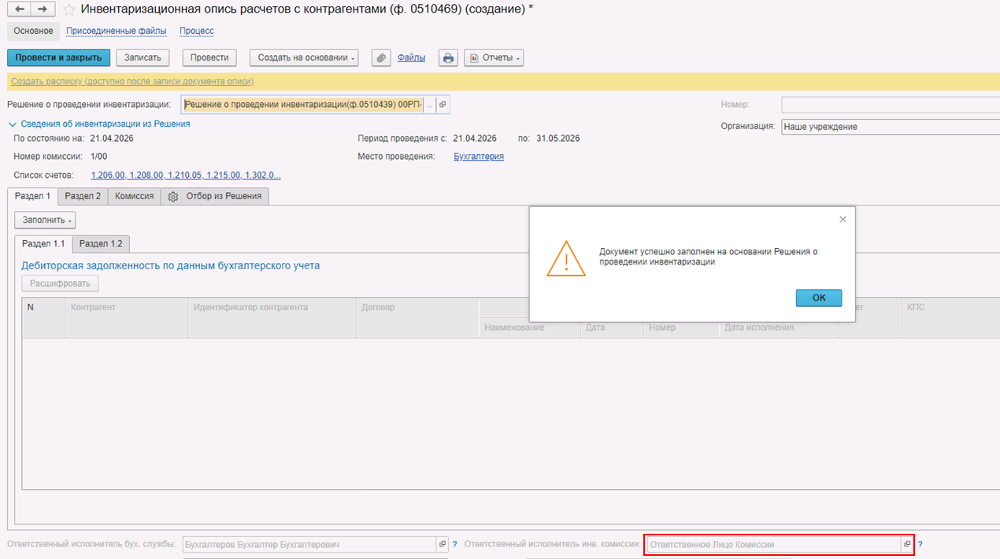 Инвентаризационная опись расчетов с контрагентами (ф. 0510469) (создание) *
Основное Присоединенные файлы Процесс
Провести и закрыть Записать Провести Создать на основании Файлы Отчеты
Создать расписку (доступно после записи документа описи)
Решение о проведении инвентаризации: Решение о проведении инвентаризации(ф.0510439) 00РП- ... Номер:
Сведения об инвентаризации из Решения Организация: Наше учреждение
По состоянию на: 21.04.2026 Период проведения с: 21.04.2026 по: 31.05.2026
Номер комиссии: 1/00 Место проведения: Бухгалтерия
Список счетов: 1.206.00, 1.208.00, 1.210.05, 1.215.00, 1.302.0...
Раздел 1 Раздел 2 Комиссия Отбор из Решения
Заполнить
Раздел 1.1 Раздел 1.2
Дебиторская задолженность по данным бухгалтерского учета
Расшифровать
Документ успешно заполнен на основании Решения о
проведении инвентаризации
OK
N Контрагент Идентификатор контрагента Договор ет КПС
Наименование Дата Номер Дата исполнения
Ответственный исполнитель бух. службы: Бухгалтеров Бухгалтер Бухгалтерович ? Ответственный исполнитель инв. комиссии: Ответственное Лицо Комиссии ?